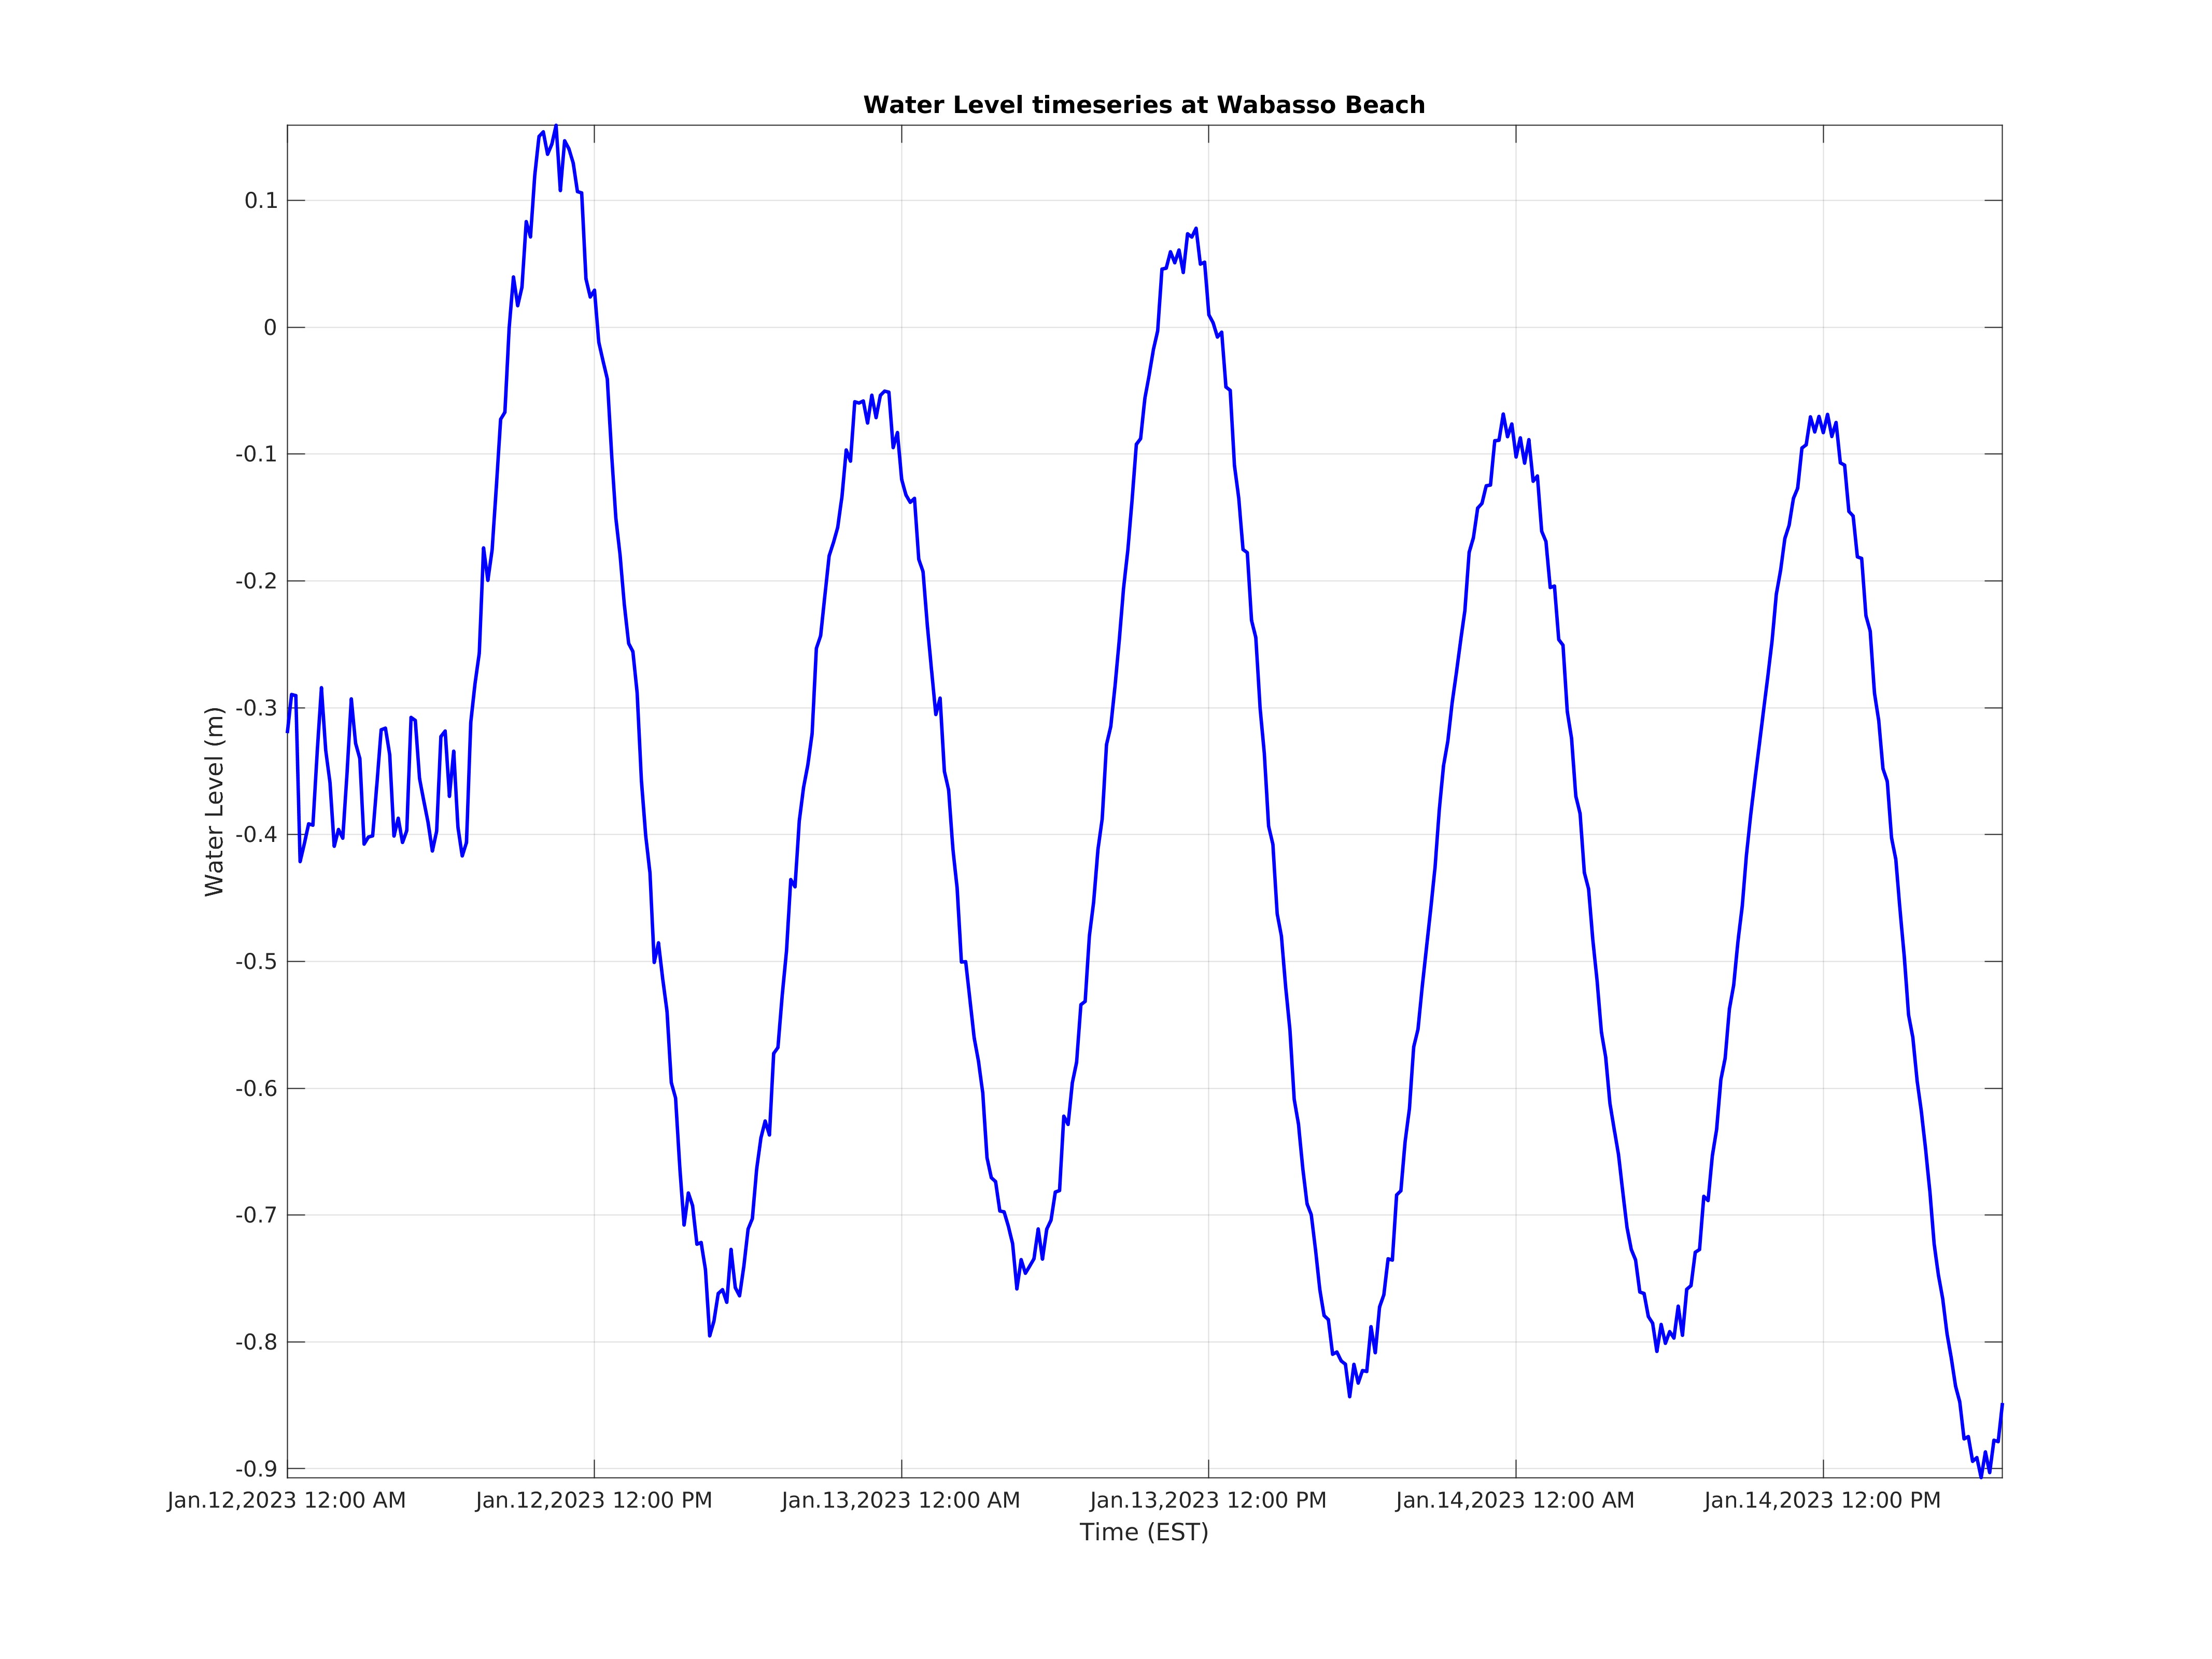 Water Level timeseries at Wabasso Beach
0.1
0
-0.1
-0.2
-0.3
-0.4
-0.5
-0.6
-0.7
-0.8
-0.9
Water Level (m)
Jan.12,2023 12:00 AM
Jan.12,2023 12:00 PM
Jan.13,2023 12:00 AM
Jan.13,2023 12:00 PM
Jan.14,2023 12:00 AM
Jan.14,2023 12:00 PM
Time (EST)